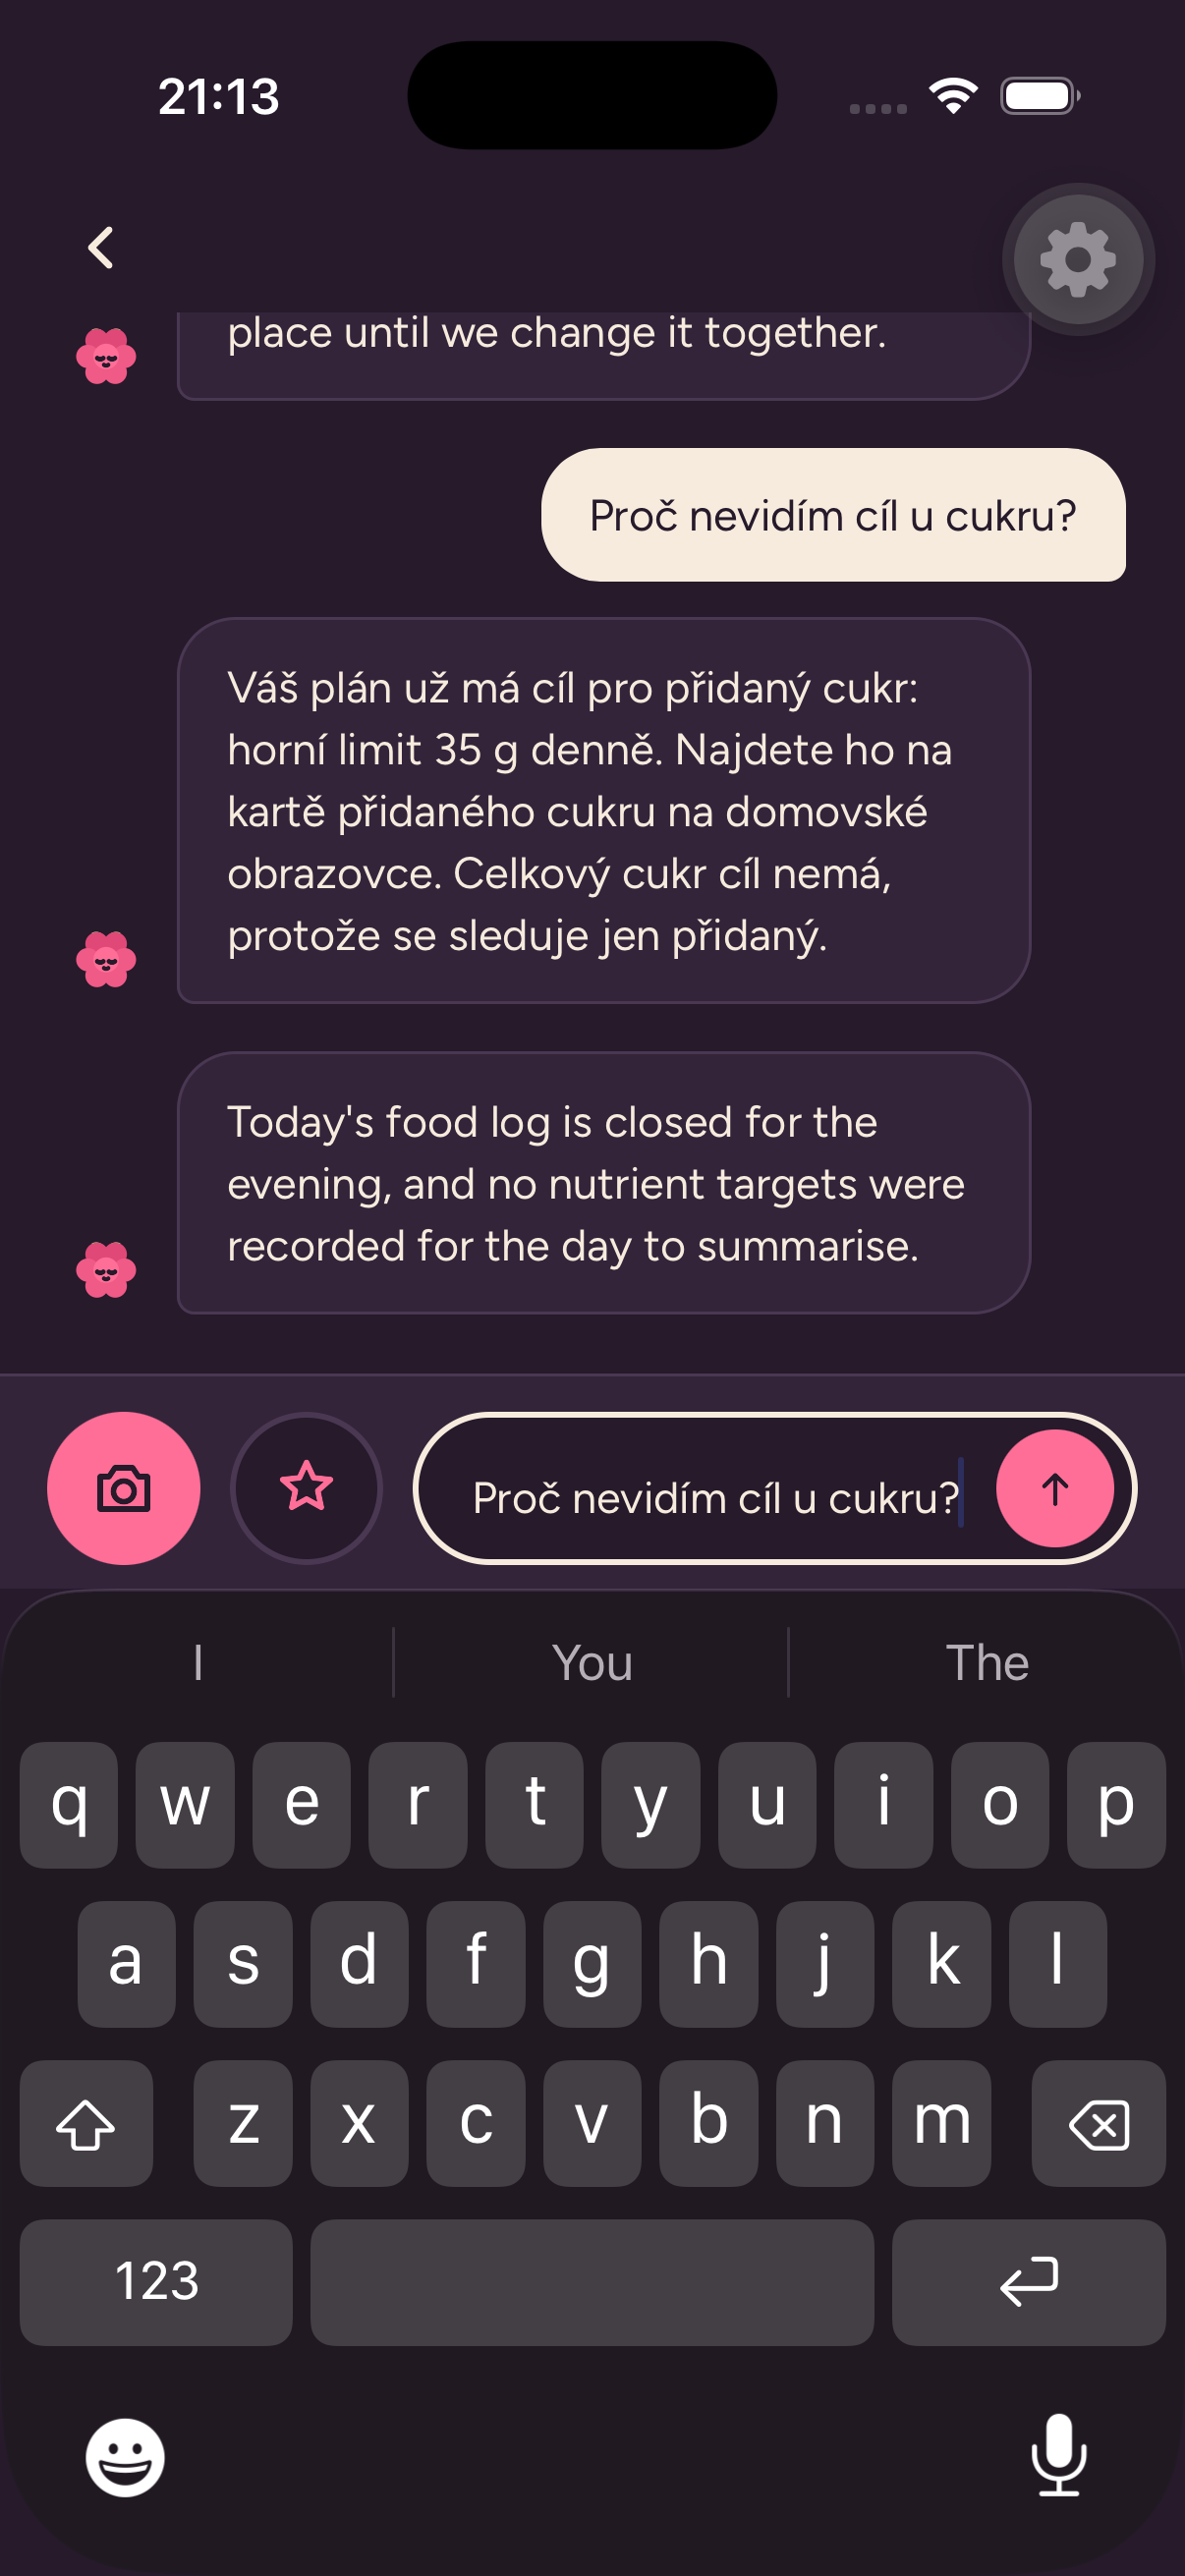 21:13
place until we change it together.
Proč nevidím cíl u cukru?
Váš plán už má cíl pro přidaný cukr:
horní limit 35 g denně. Najdete ho na
kartě přidaného cukru na domovské
obrazovce. Celkový cukr cíl nemá,
protože se sleduje jen přidaný.
Today's food log is closed for the
evening, and no nutrient targets were
recorded for the day to summarise.
Proč nevidím cíl u cukru?
I You The
q w e r t y u i o p
a s d f g h j k l
z x c v b n m
123